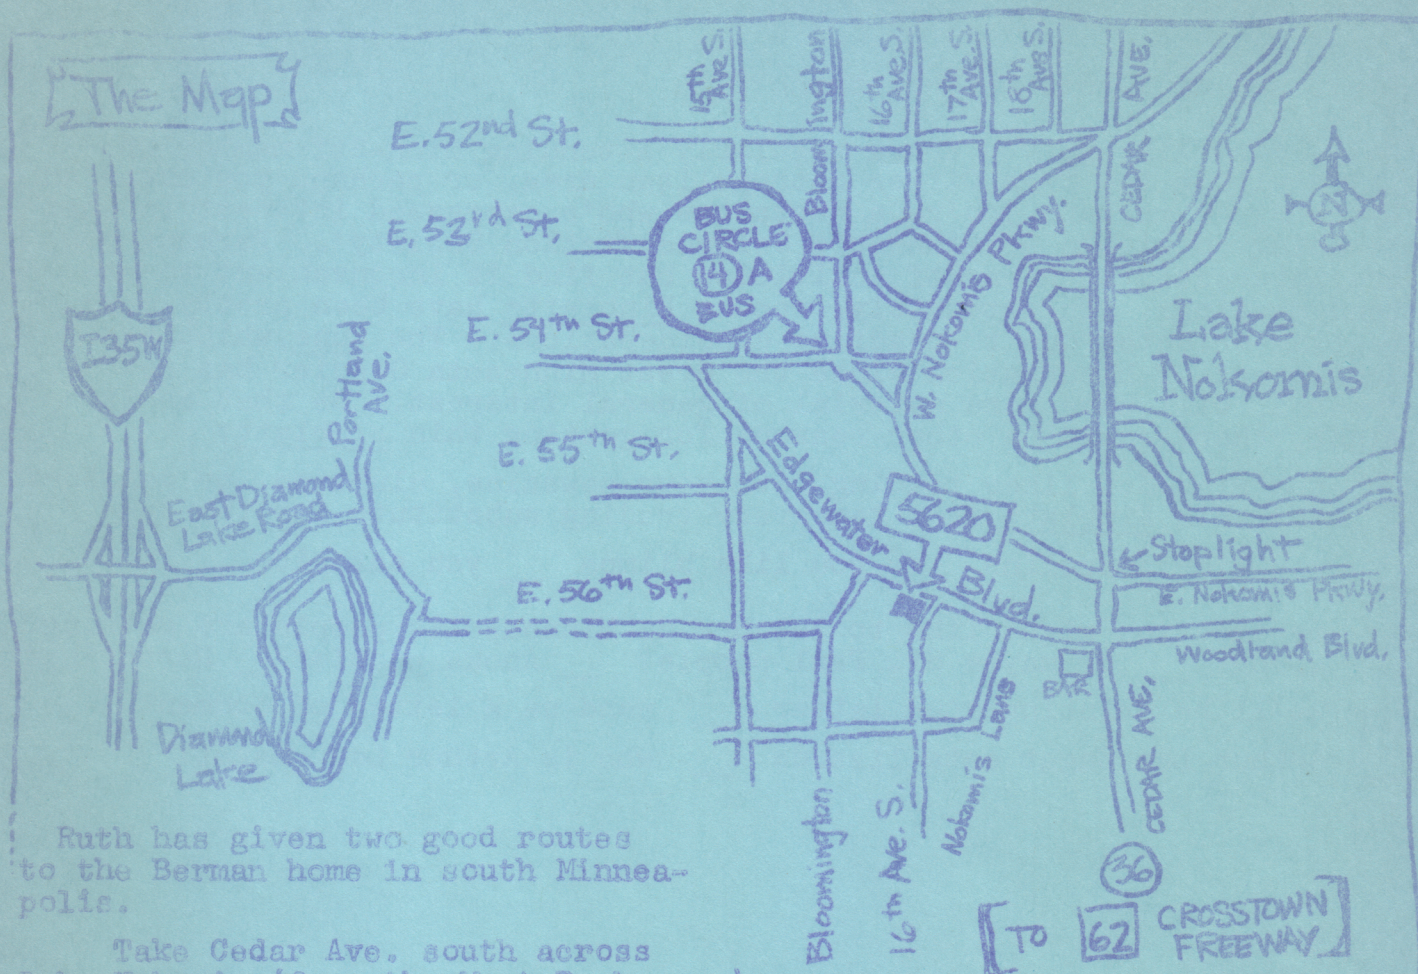 The Map
15th
Ave S.
Bloomington
16th
Ave S.
17th
Ave. S.
18th
Ave S.
CEDAR AVE.
E. 52nd St.
E. 53rd St.
BUS
CIRCLE
14 A
BUS
N
W. Nokomis Pkwy.
Lake
Nokomis
E. 54th St.
I35W
Portland
Ave.
E. 55th St.
East Diamond
Lake Road
Edgewater Blvd.
5620
Stoplight
E. 56th St.
E. Nokomis Pkwy.
Woodland Blvd.
BAR
Diamond
Lake
Bloomington
16th Ave. S.
Nokomis Lane
CEDAR AVE.
36
[TO 62 CROSSTOWN
FREEWAY]
Ruth has given two good routes
to the Berman home in south Minnea-
polis.
Take Cedar Ave. south across